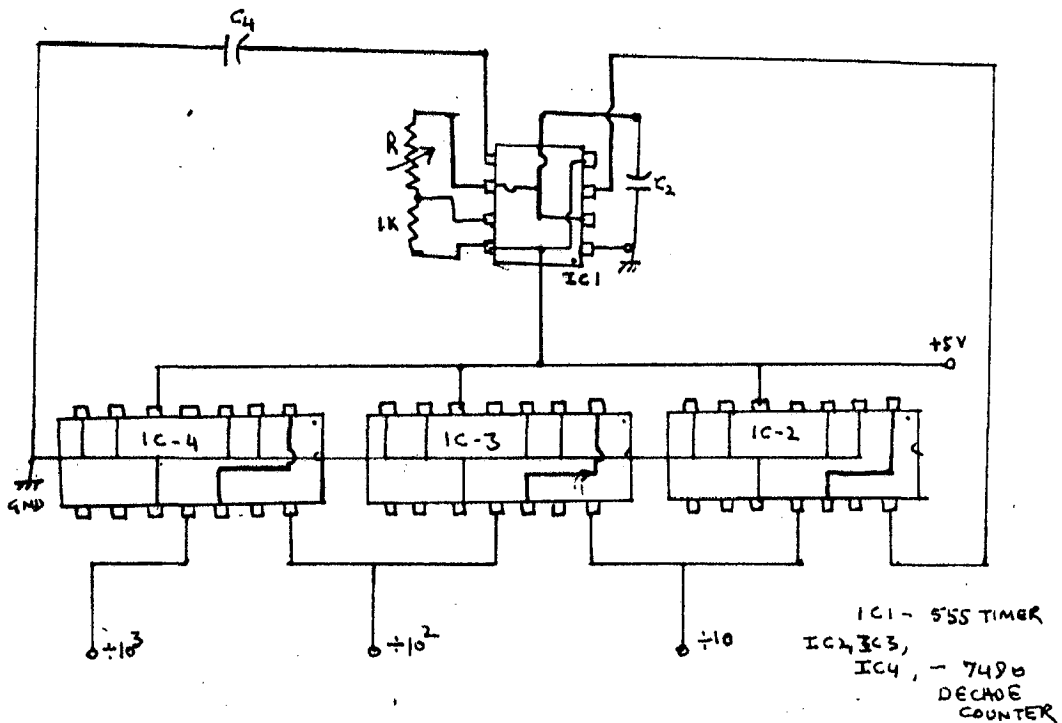 C4
R
1K
C2
IC1
+5V
IC-4
IC-3
IC-2
GND
÷10³
÷10²
÷10
IC1 - 555 TIMER
IC2, IC3,
IC4, - 7490
DECADE
COUNTER